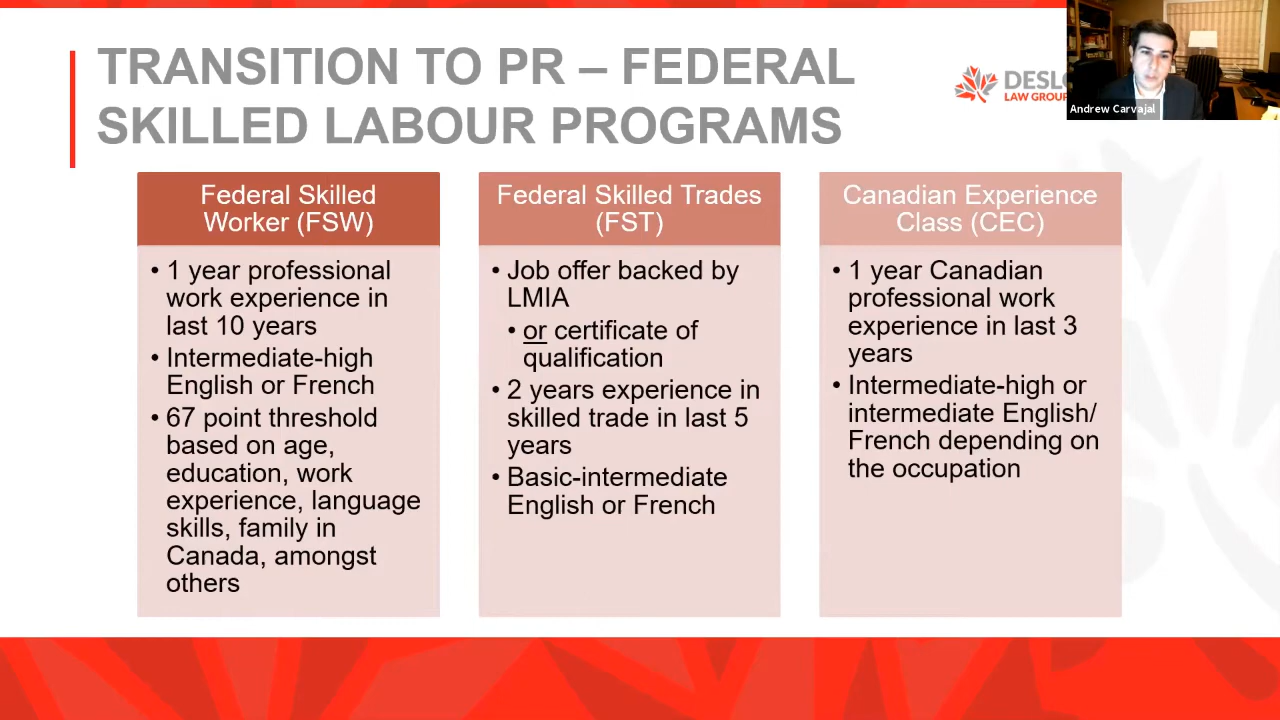 TRANSITION TO PR – FEDERAL
SKILLED LABOUR PROGRAMS
LAW GROUP
Andrew Carvajal
Federal Skilled
Worker (FSW)
• 1 year professional
work experience in
last 10 years
• Intermediate-high
English or French
• 67 point threshold
based on age,
education, work
experience, language
skills, family in
Canada, amongst
others
Federal Skilled Trades
(FST)
• Job offer backed by
LMIA
• or certificate of
qualification
• 2 years experience in
skilled trade in last 5
years
• Basic-intermediate
English or French
Canadian Experience
Class (CEC)
• 1 year Canadian
professional work
experience in last 3
years
• Intermediate-high or
intermediate English/
French depending on
the occupation